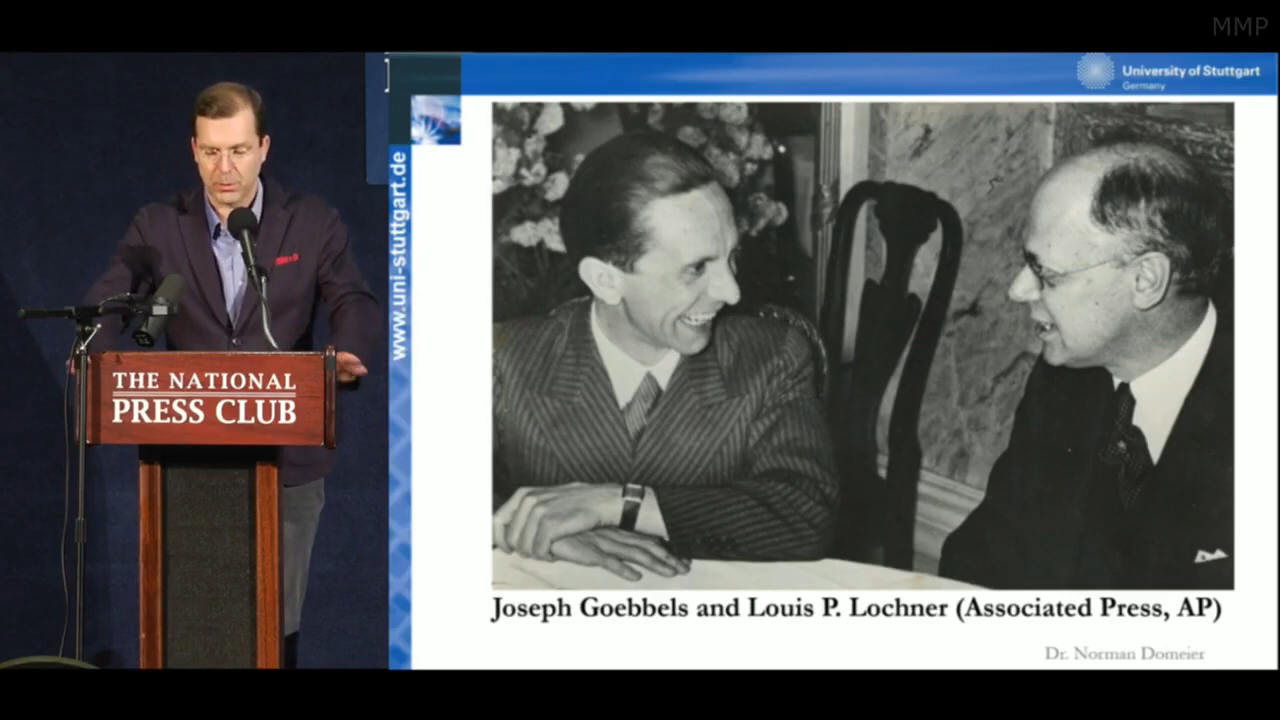 MMP
University of Stuttgart
Germany
www.uni-stuttgart.de
THE NATIONAL
PRESS CLUB
Joseph Goebbels and Louis P. Lochner (Associated Press, AP)
Dr. Norman Domeier